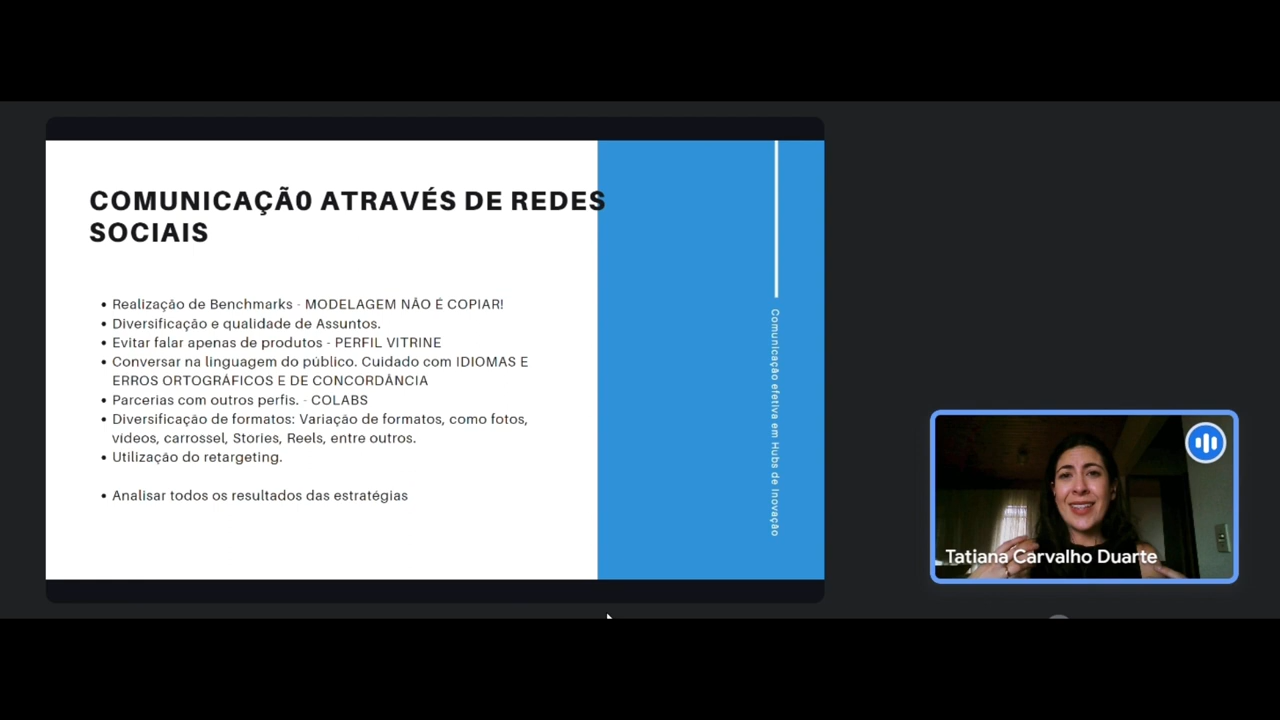 COMUNICAÇÃ0 ATRAVÉS DE REDES
SOCIAIS
• Realização de Benchmarks - MODELAGEM NÃO É COPIAR!
• Diversificação e qualidade de Assuntos.
• Evitar falar apenas de produtos - PERFIL VITRINE
• Conversar na linguagem do público. Cuidado com IDIOMAS E
ERROS ORTOGRÁFICOS E DE CONCORDÂNCIA
• Parcerias com outros perfis. - COLABS
• Diversificação de formatos: Variação de formatos, como fotos,
vídeos, carrossel, Stories, Reels, entre outros.
• Utilização do retargeting.
• Analisar todos os resultados das estratégias
Comunicação efetiva em Hubs de Inovação
Tatiana Carvalho Duarte